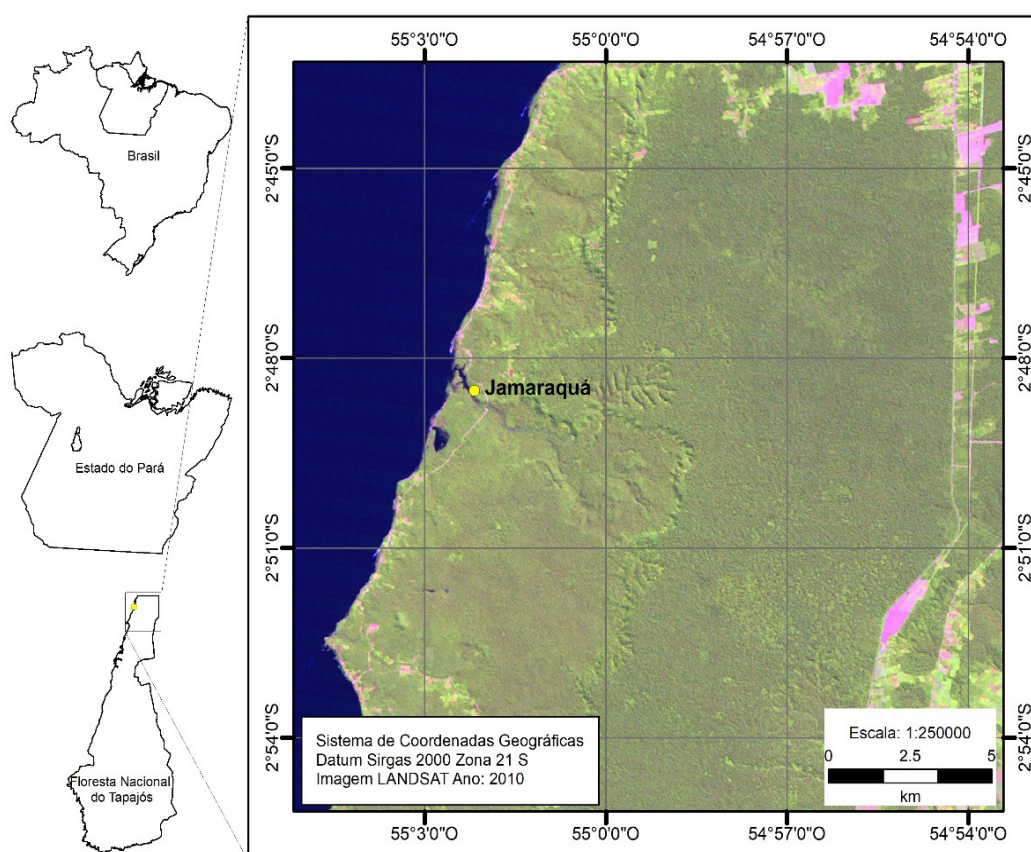 Brasil
Estado do Pará
Floresta Nacional
do Tapajós
55°3'0"O
55°0'0"O
54°57'0"O
54°54'0"O
2°45'0"S
2°45'0"S
2°48'0"S
2°48'0"S
Jamaraquá
2°51'0"S
2°51'0"S
2°54'0"S
2°54'0"S
Sistema de Coordenadas Geográficas
Datum Sirgas 2000 Zona 21 S
Imagem LANDSAT Ano: 2010
Escala: 1:250000
0 2.5 5
km
55°3'0"O
55°0'0"O
54°57'0"O
54°54'0"O